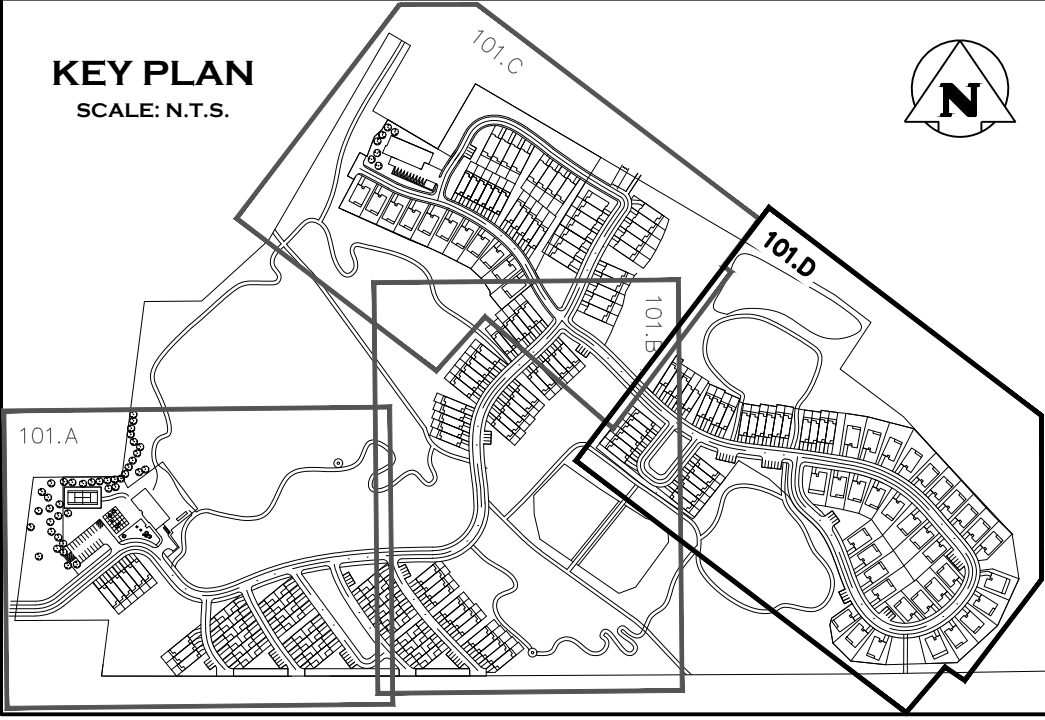 KEY PLAN
SCALE: N.T.S.
101.C
N
101.D
101.B
101.A